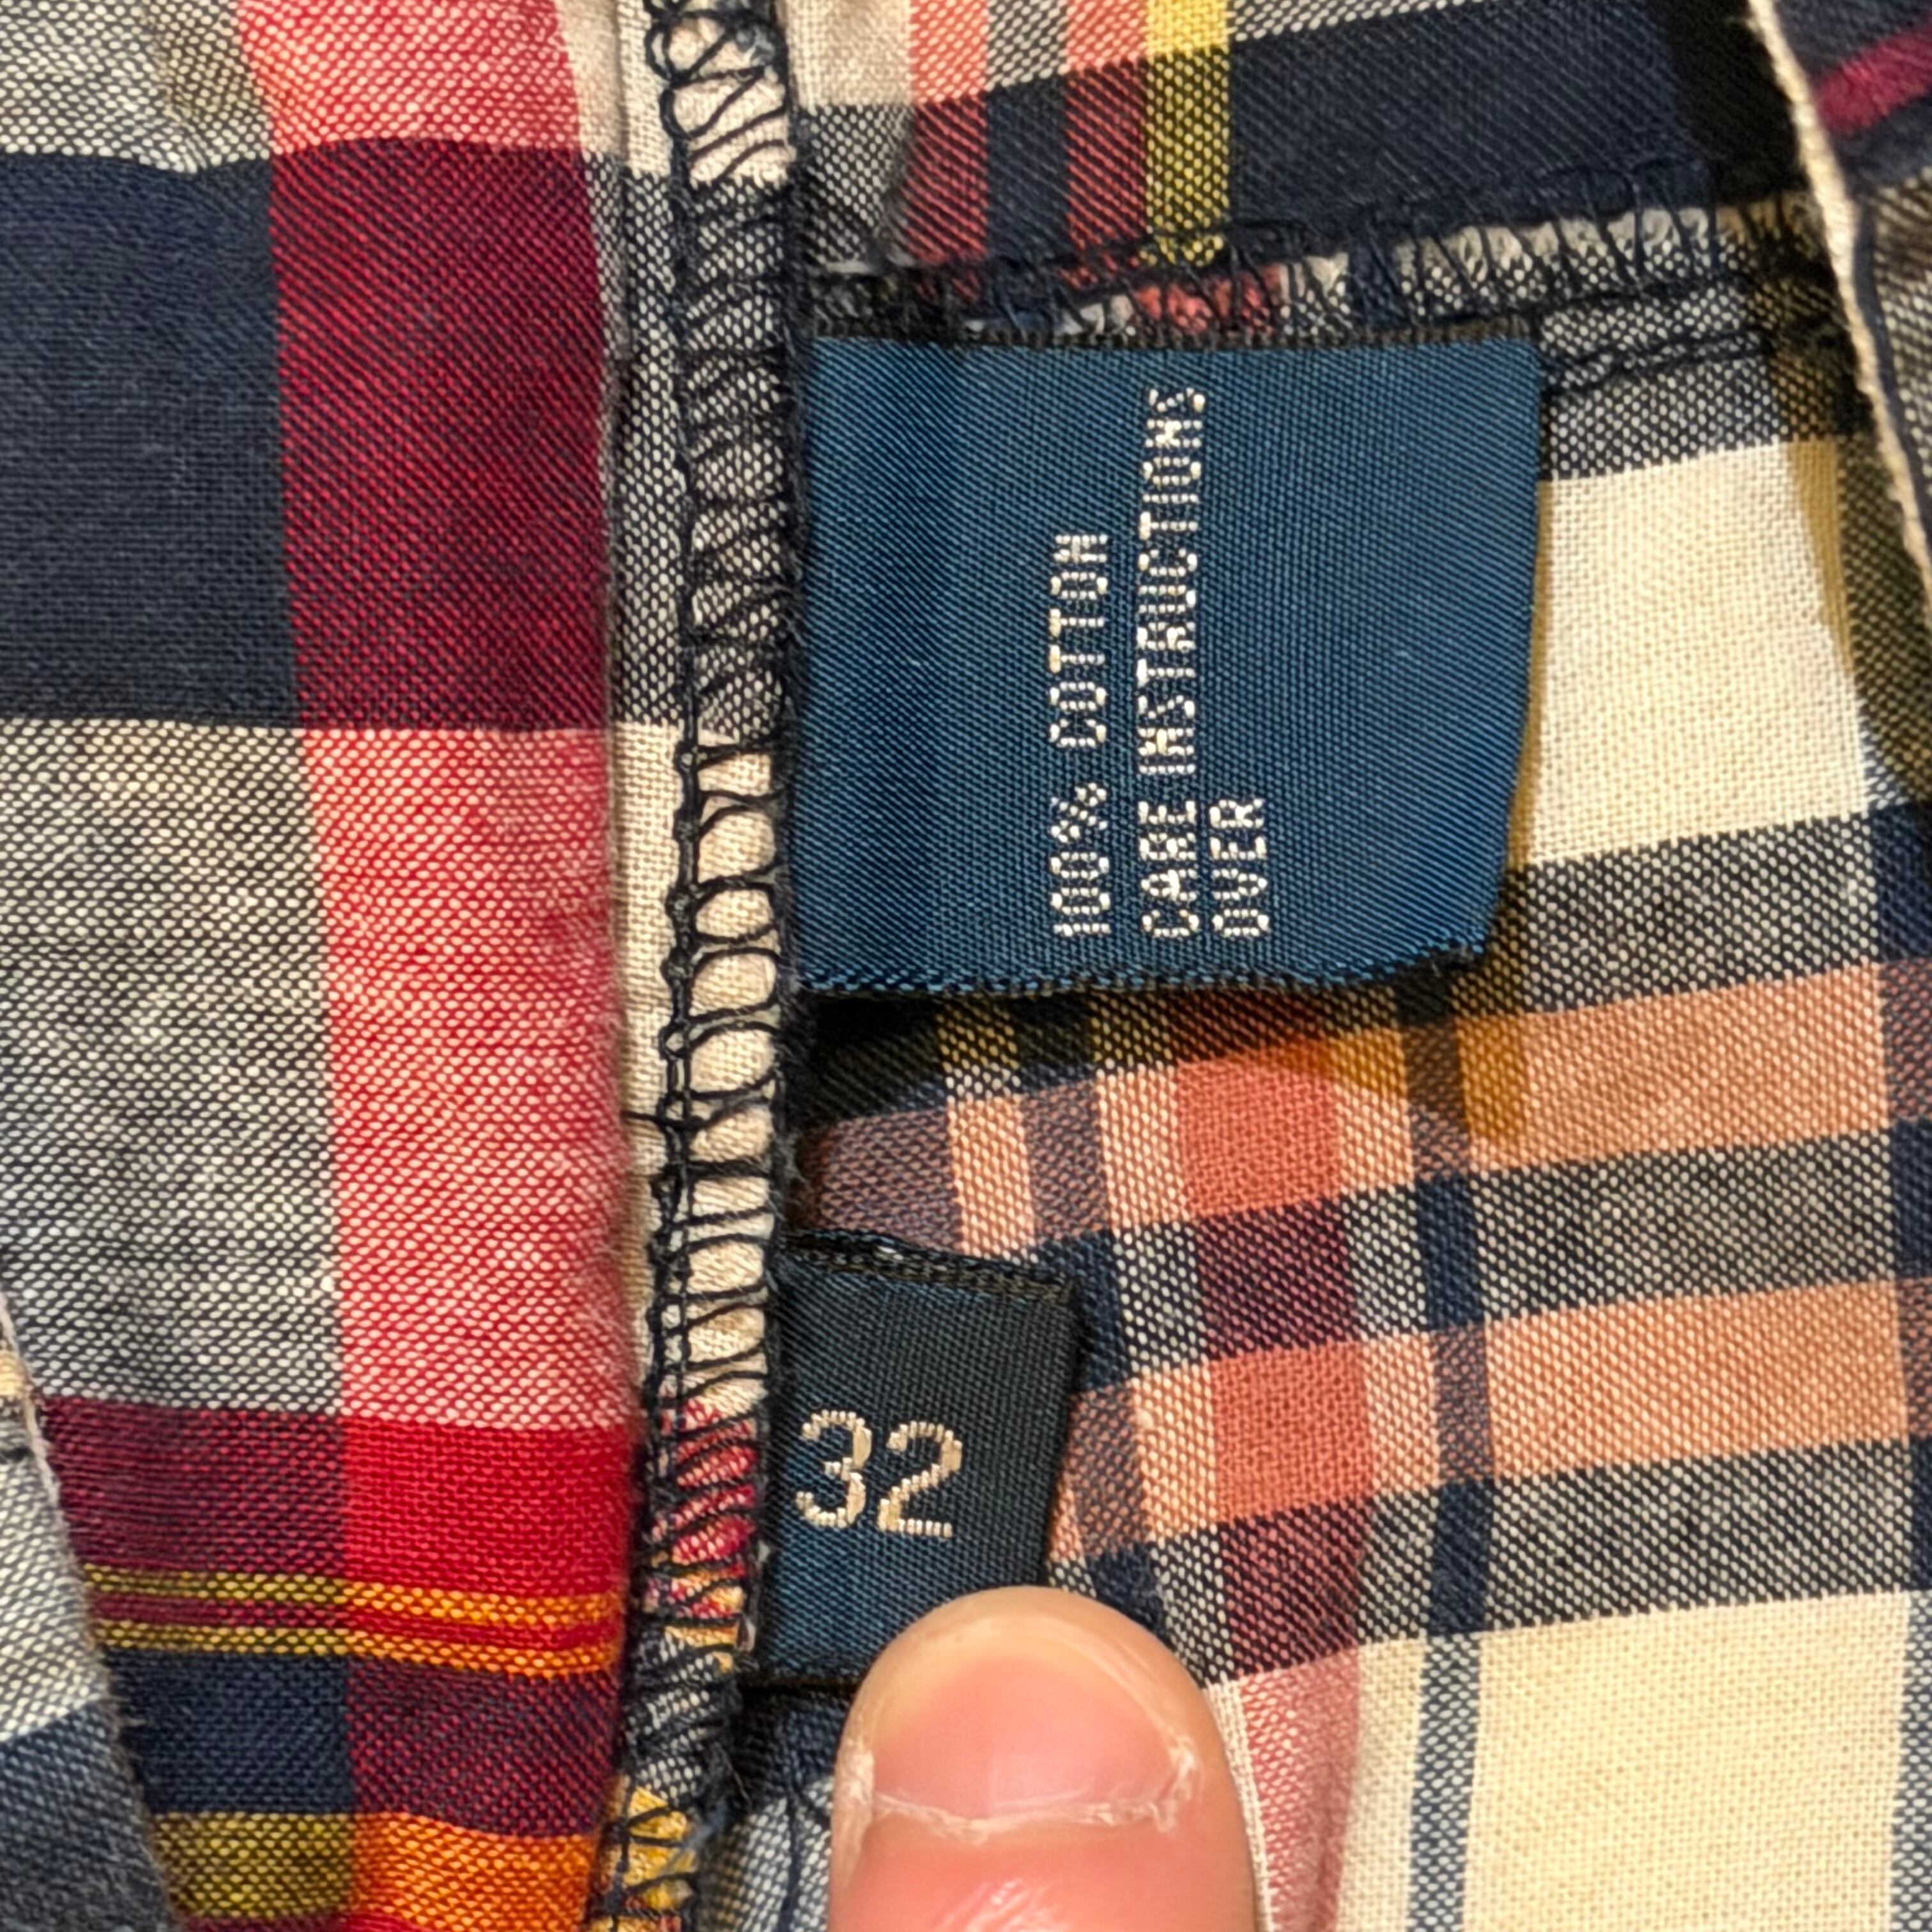 100% COTTON
CARE INSTRUCTIONS
OVER
32